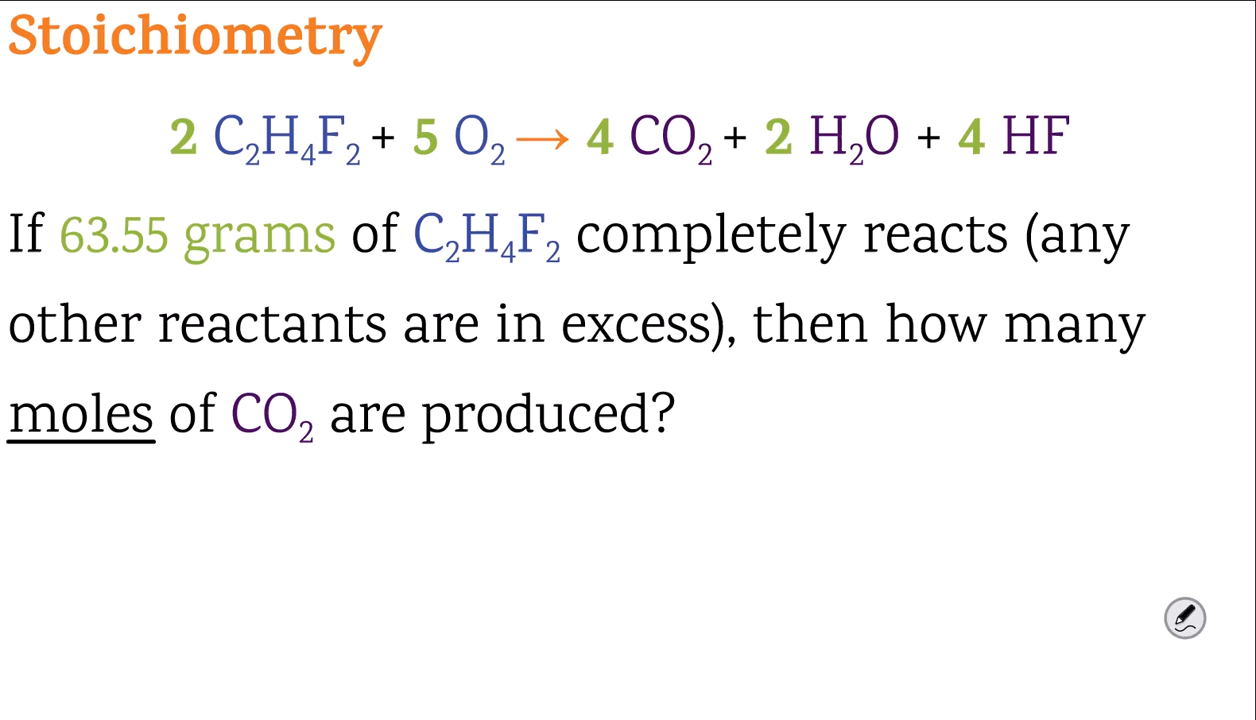 Stoichiometry
2 C₂H₄F₂ + 5 O₂ → 4 CO₂ + 2 H₂O + 4 HF
If 63.55 grams of C₂H₄F₂ completely reacts (any
other reactants are in excess), then how many
moles of CO₂ are produced?